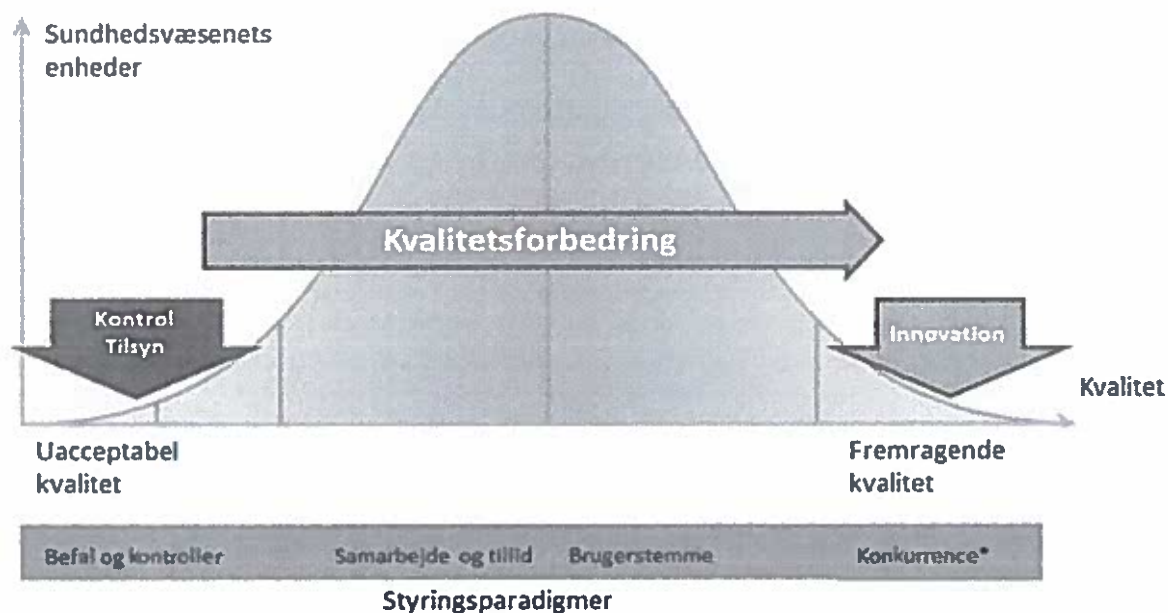 Sundhedsvæsenets
enheder
Kvalitetsforbedring
Kontrol
Tilsyn
Innovation
Kvalitet
Uacceptabel
kvalitet
Fremragende
kvalitet
Befal og kontroller Samarbejde og tillid Brugerstemme Konkurrence*
Styringsparadigmer